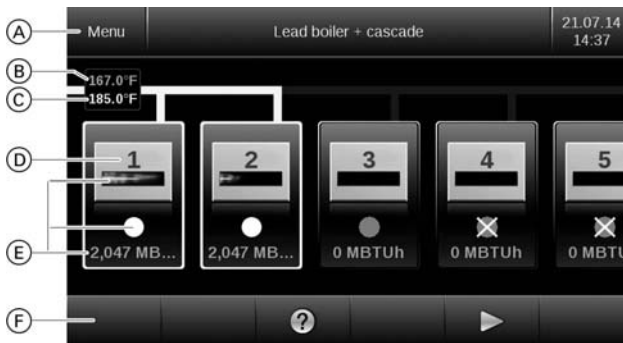 A Menu Lead boiler + cascade 21.07.14
14:37
B 167.0°F
C 185.0°F
D 1 2 3 4 5
E 2,047 MB... 2,047 MB... 0 MBTUh 0 MBTUh 0 MBTU
F ?